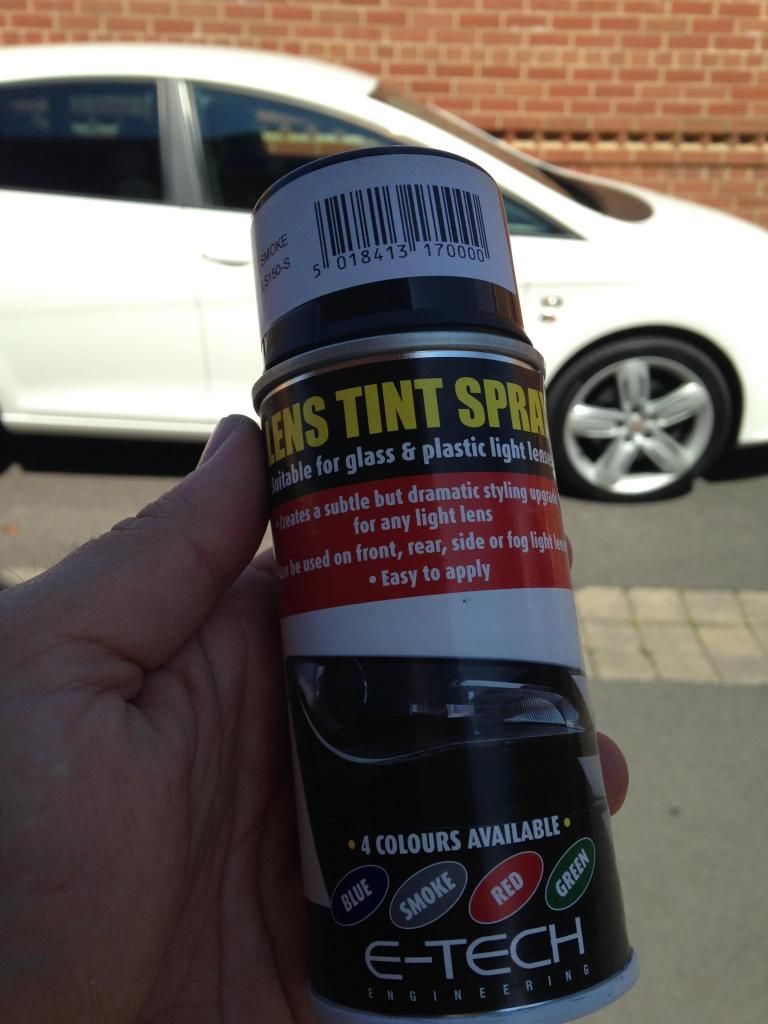 SMOKE
5 018413 170000
LENS TINT SPRAY
Suitable for glass & plastic light lenses
• Creates a subtle but dramatic styling upgrade
for any light lens
can be used on front, rear, side or fog light lens
• Easy to apply
• 4 COLOURS AVAILABLE •
BLUE SMOKE RED GREEN
E-TECH
ENGINEERING